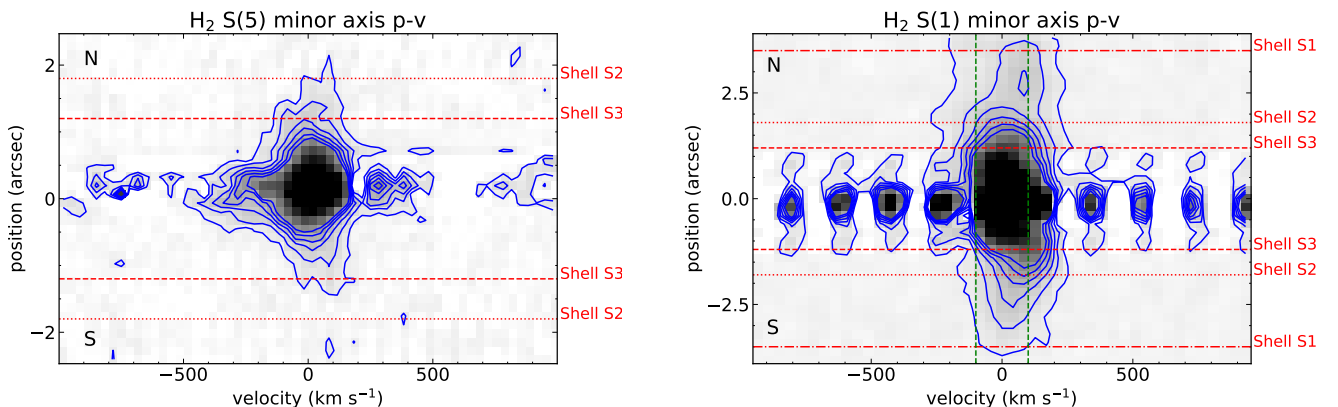 H₂ S(5) minor axis p-v
N
S
Shell S2
Shell S3
Shell S3
Shell S2
2
0
−2
−500
0
500
position (arcsec)
velocity (km s⁻¹)
H₂ S(1) minor axis p-v
N
S
Shell S1
Shell S2
Shell S3
Shell S3
Shell S2
Shell S1
2.5
0.0
−2.5
−500
0
500
position (arcsec)
velocity (km s⁻¹)